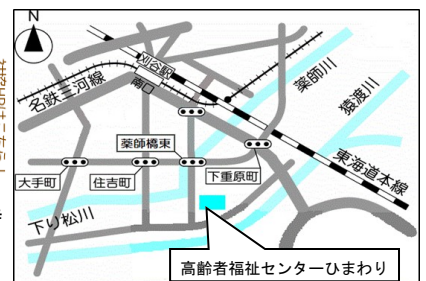 N
刈谷駅
南口
名鉄三河線
薬師川
猿渡川
薬師橋東
大手町
住吉町
下重原町
東海道本線
下り松川
高齢者福祉センターひまわり